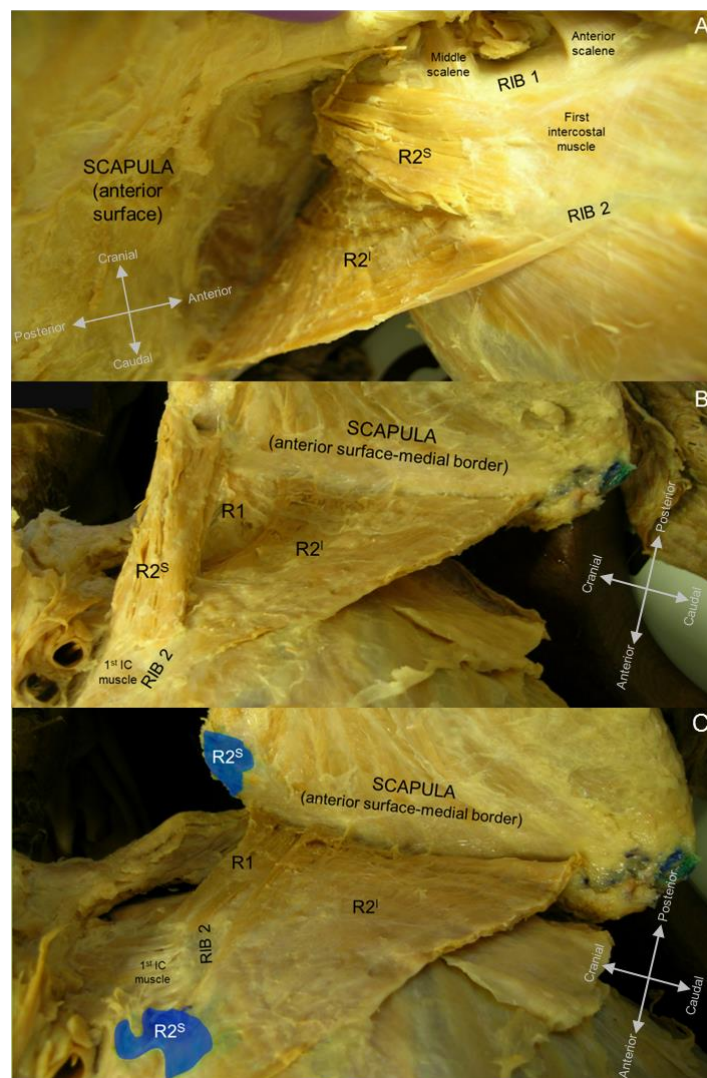 A
Middle
scalene
Anterior
scalene
RIB 1
First
intercostal
muscle
R2ˢ
SCAPULA
(anterior
surface)
RIB 2
R2ᴵ
Cranial
Anterior
Posterior
Caudal
B
SCAPULA
(anterior surface-medial border)
R1
R2ᴵ
R2ˢ
Posterior
Cranial
Caudal
Anterior
1ˢᵗ IC
muscle
RIB 2
C
R2ˢ
SCAPULA
(anterior surface-medial border)
R1
R2ᴵ
RIB 2
1ˢᵗ IC
muscle
Posterior
Cranial
Caudal
Anterior
R2ˢ